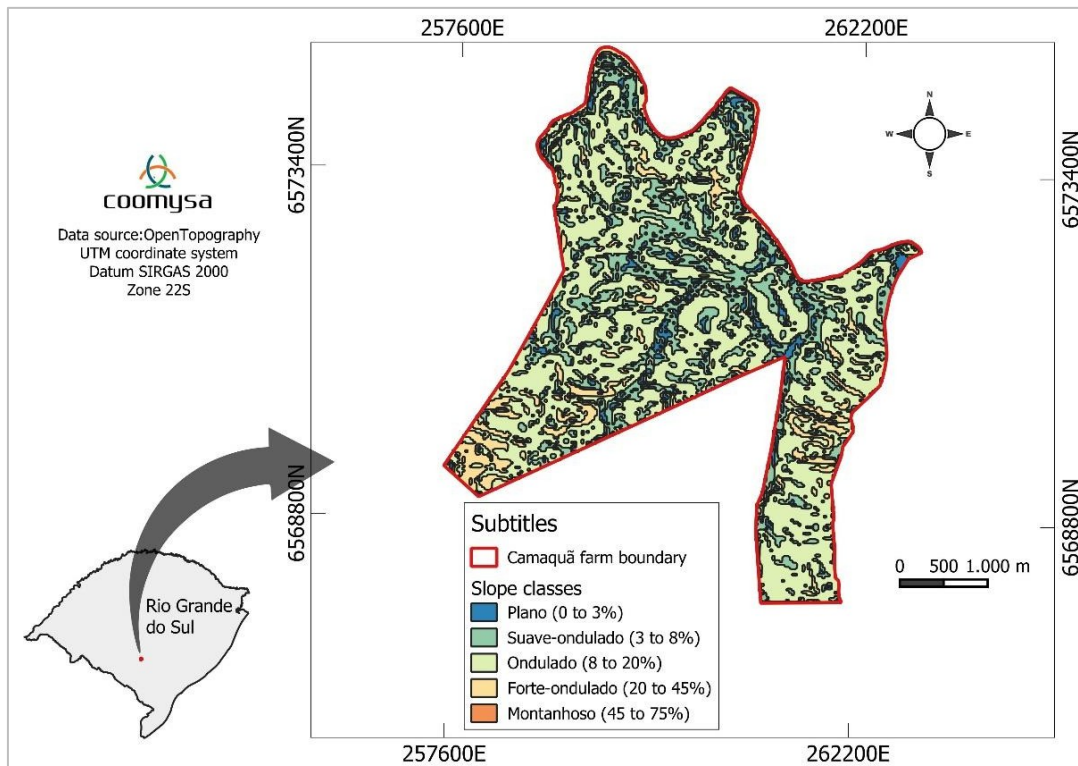 257600E
262200E
N
W
E
S
6573400N
6573400N
coomysa
Data source:OpenTopography
UTM coordinate system
Datum SIRGAS 2000
Zone 22S
6568800N
6568800N
Subtitles
Camaquã farm boundary
Slope classes
Plano (0 to 3%)
Suave-ondulado (3 to 8%)
Ondulado (8 to 20%)
Forte-ondulado (20 to 45%)
Montanhoso (45 to 75%)
0 500 1.000 m
Rio Grande
do Sul
257600E
262200E